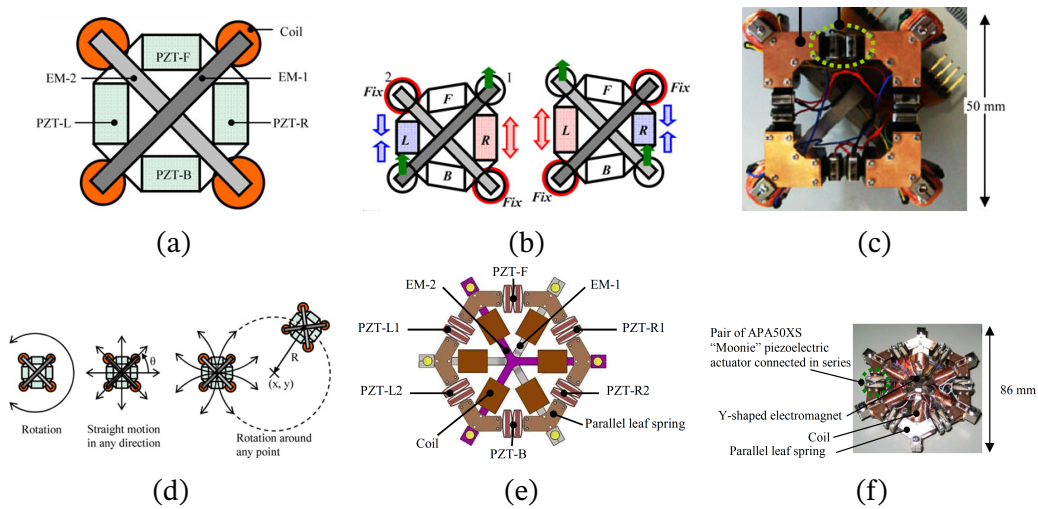 Coil
PZT-F
EM-2
EM-1
PZT-L
PZT-R
PZT-B
(a)
2
1
Fix
F
L
R
B
Fix
Fix
F
L
R
B
Fix
(b)
50 mm
(c)
θ
R
(x, y)
Rotation
Straight motion
in any direction
Rotation around
any point
(d)
PZT-F
EM-2
EM-1
PZT-L1
PZT-R1
PZT-L2
PZT-R2
Coil
Parallel leaf spring
PZT-B
(e)
Pair of APA50XS
“Moonie” piezoelectric
actuator connected in series
86 mm
Y-shaped electromagnet
Coil
Parallel leaf spring
(f)